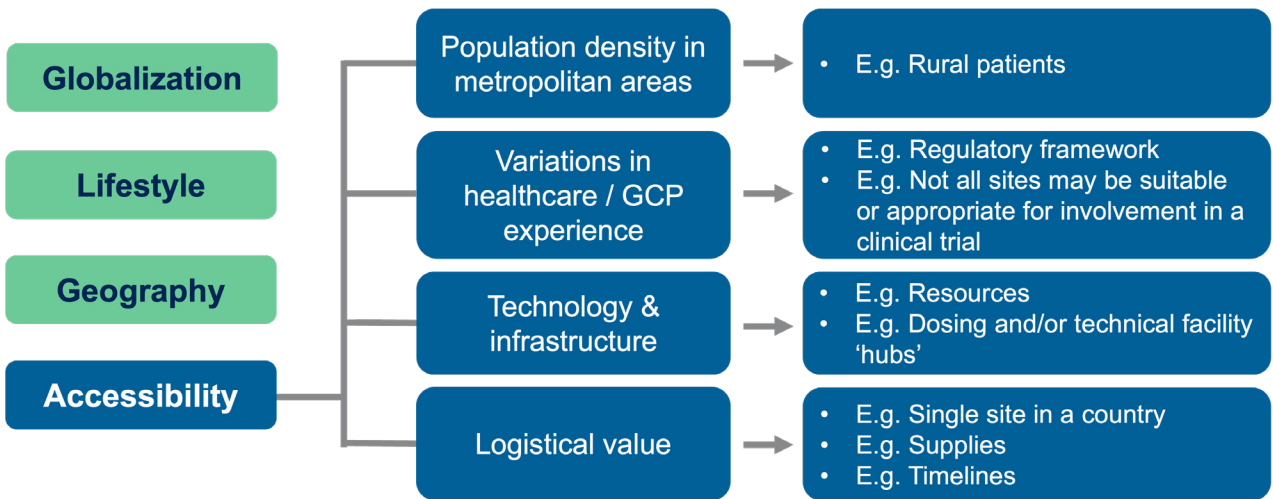 Globalization
Lifestyle
Geography
Accessibility
Population density in
metropolitan areas
• E.g. Rural patients
Variations in
healthcare / GCP
experience
• E.g. Regulatory framework
• E.g. Not all sites may be suitable
or appropriate for involvement in a
clinical trial
Technology &
infrastructure
• E.g. Resources
• E.g. Dosing and/or technical facility
‘hubs’
Logistical value
• E.g. Single site in a country
• E.g. Supplies
• E.g. Timelines